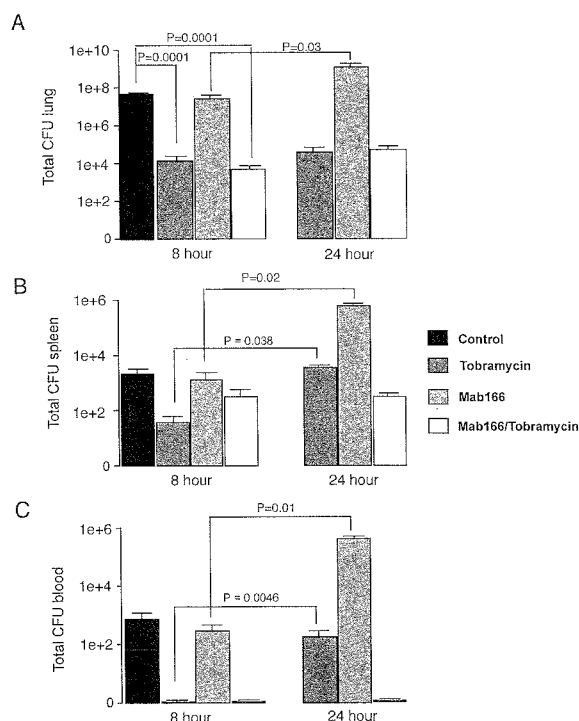 A
P=0.0001
P=0.0001
P=0.03
Total CFU lung
1e+10
1e+8
1e+6
1e+4
1e+2
0
8 hour
24 hour
B
P=0.02
P = 0.038
Total CFU spleen
1e+6
1e+4
1e+2
0
8 hour
24 hour
Control
Tobramycin
Mab166
Mab166/Tobramycin
C
P=0.01
P = 0.0046
Total CFU blood
1e+6
1e+4
1e+2
0
8 hour
24 hour